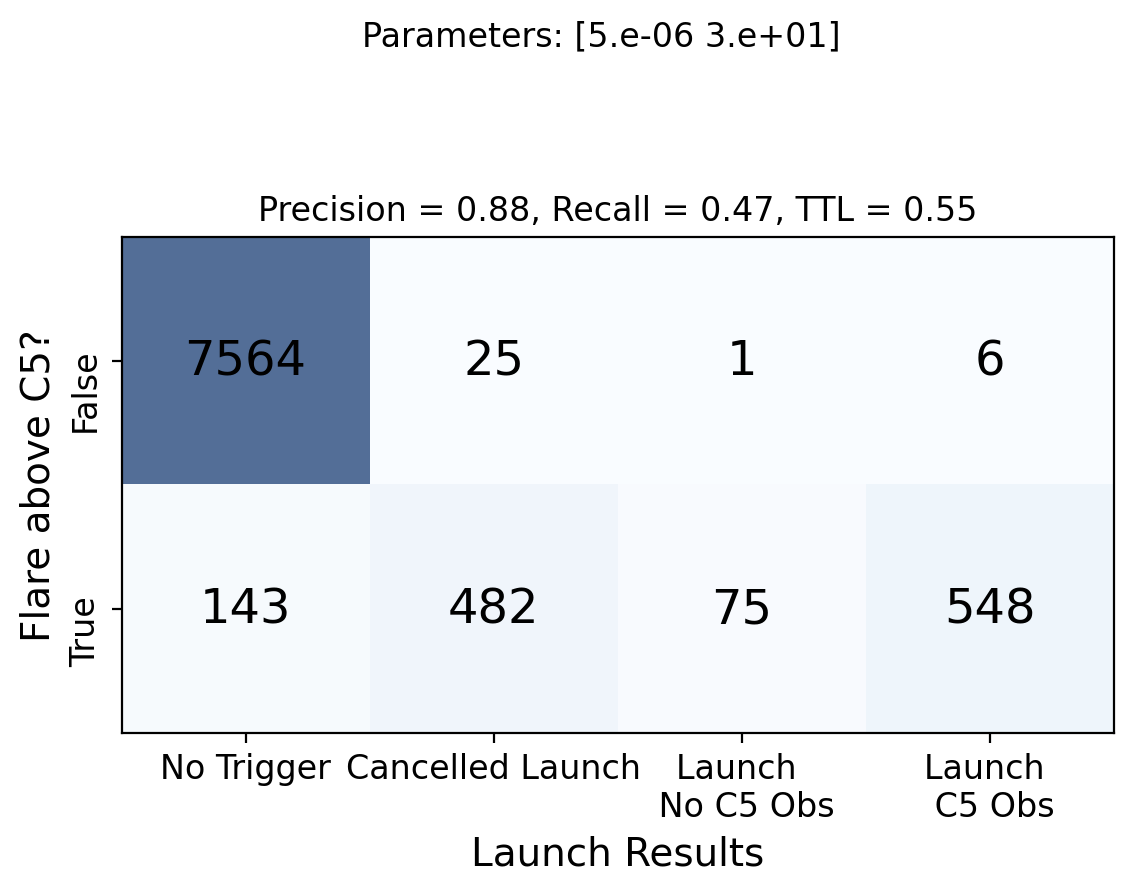 Parameters: [5.e-06 3.e+01]
Precision = 0.88, Recall = 0.47, TTL = 0.55
Flare above C5?
False
7564 25 1 6
True
143 482 75 548
No Trigger Cancelled Launch Launch Launch
No C5 Obs C5 Obs
Launch Results